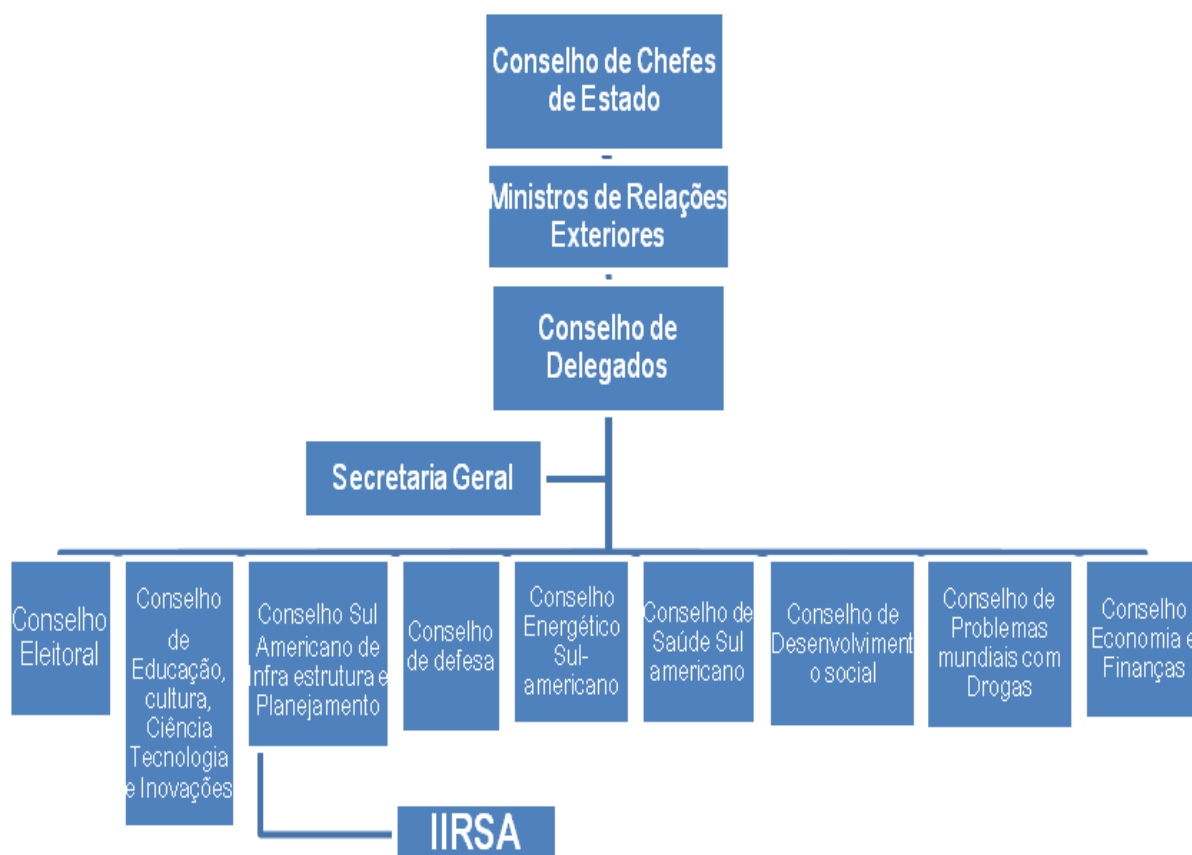 Conselho de Chefes
de Estado
Ministros de Relações
Exteriores
Conselho de
Delegados
Secretaria Geral
Conselho
Eleitoral
Conselho
de
Educação,
cultura,
Ciência
Tecnologia
e Inovações
Conselho Sul
Americano de
Infra estrutura e
Planejamento
Conselho
de defesa
Conselho
Energético
Sul-
americano
Conselho de
Saúde Sul
americano
Conselho de
Desenvolviment
o social
Conselho de
Problemas
mundiais com
Drogas
Conselho
Economia e
Finanças
IIRSA